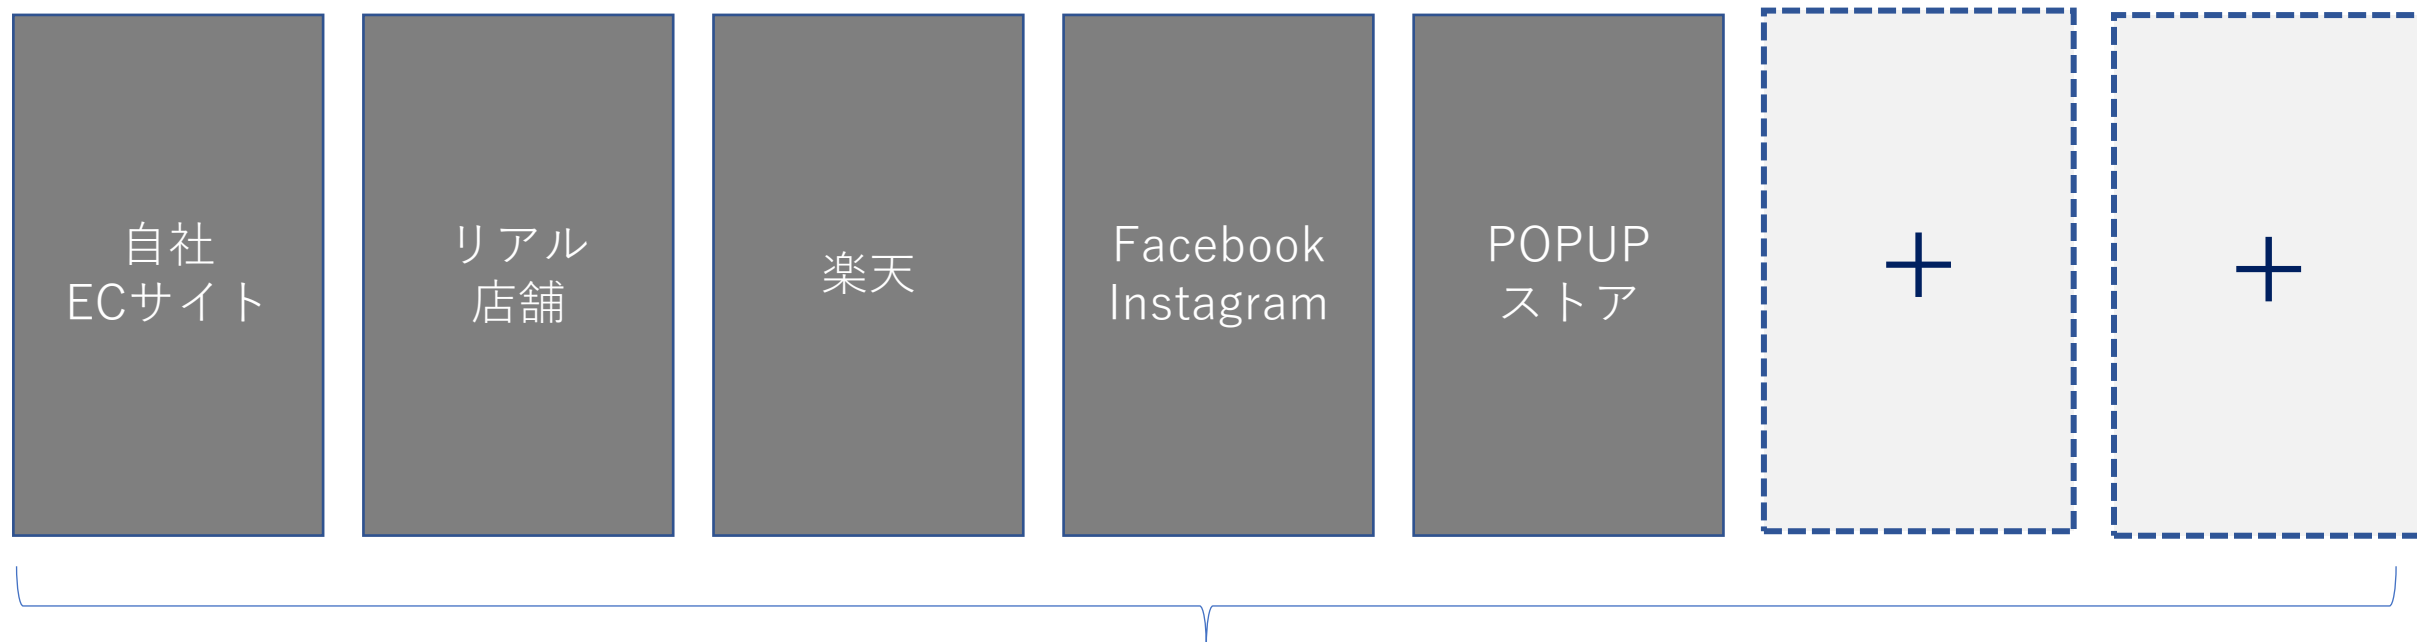 自社
ECサイト
リアル
店舗
楽天
Facebook
Instagram
POPUP
ストア
+
+